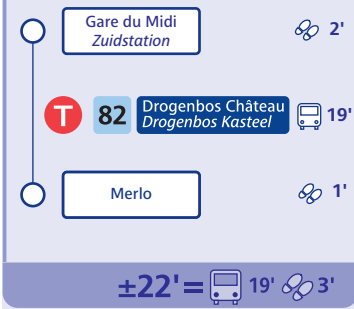 Gare du Midi
Zuidstation
2'
T 82 Drogenbos Château
Drogenbos Kasteel
19'
Merlo
1'
±22'= 19' 3'